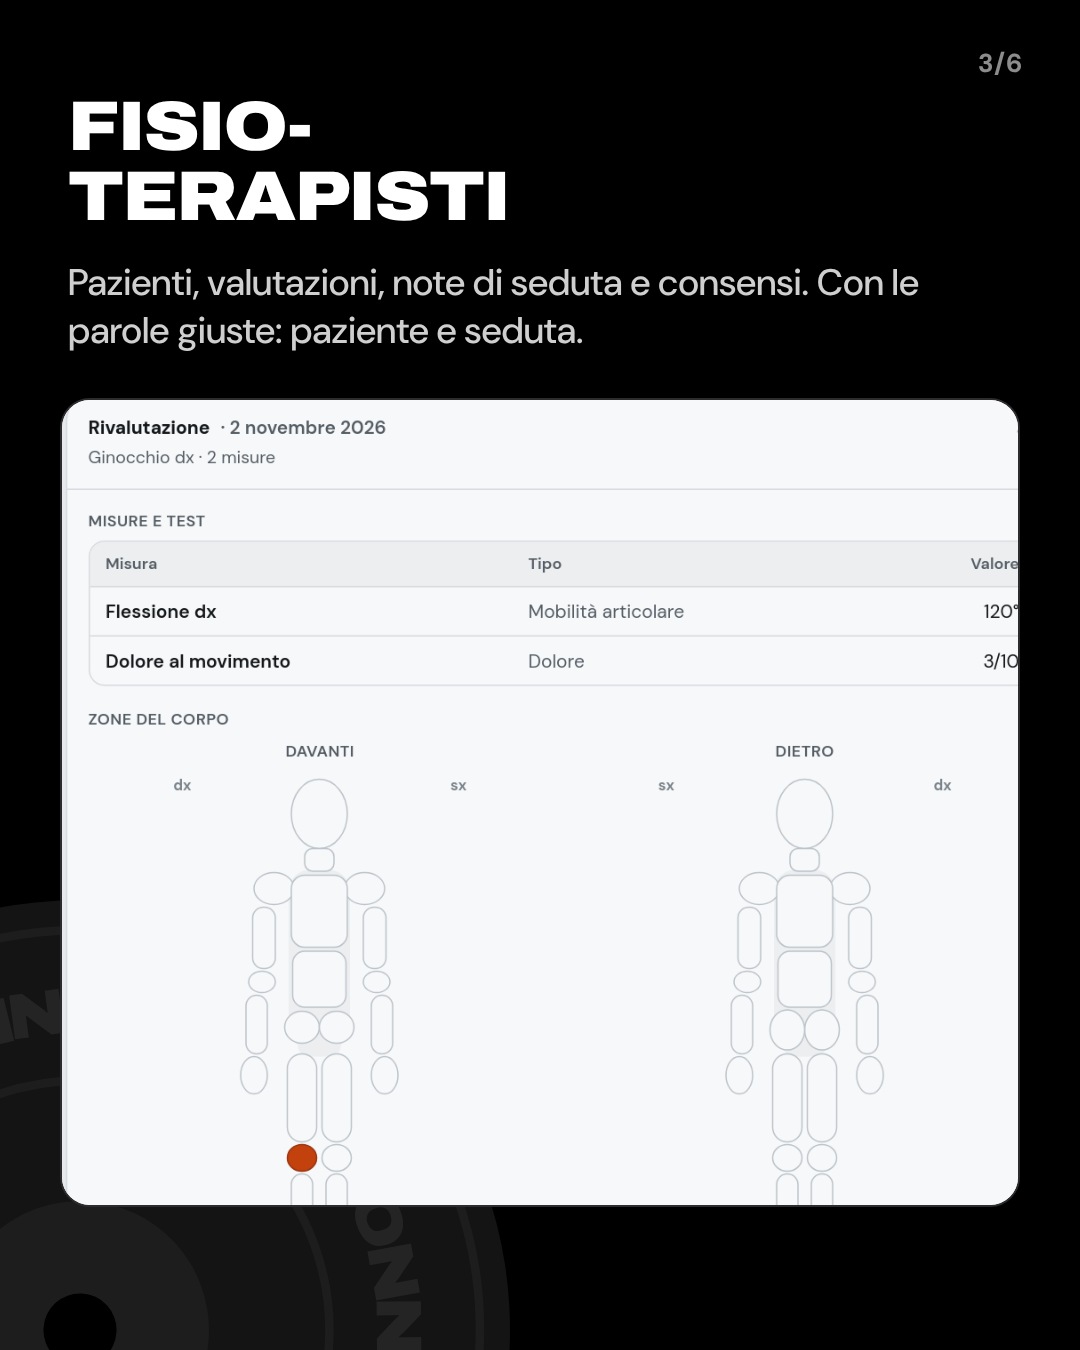 3/6
FISIO-
TERAPISTI
Pazienti, valutazioni, note di seduta e consensi. Con le
parole giuste: paziente e seduta.
Rivalutazione · 2 novembre 2026
Ginocchio dx · 2 misure
MISURE E TEST
Misura Tipo Valore
Flessione dx Mobilità articolare 120°
Dolore al movimento Dolore 3/10
ZONE DEL CORPO
DAVANTI DIETRO
dx sx sx dx